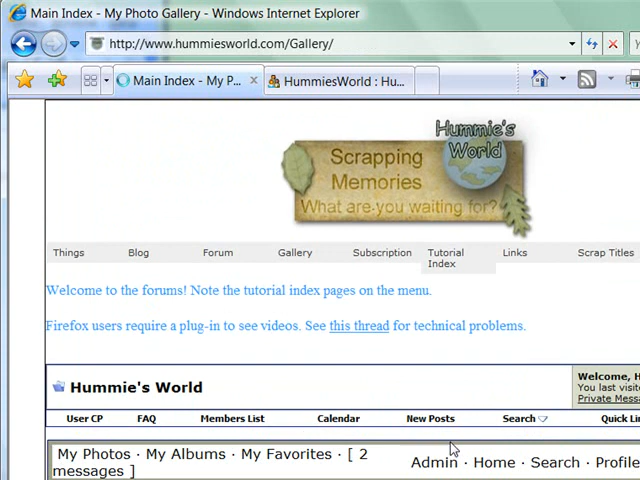 Main Index - My Photo Gallery - Windows Internet Explorer
http://www.hummiesworld.com/Gallery/
Main Index - My P...
HummiesWorld : Hu...
Hummie's
World
Scrapping
Memories
What are you waiting for?
Things Blog Forum Gallery Subscription Tutorial Index Links Scrap Titles
Welcome to the forums! Note the tutorial index pages on the menu.
Firefox users require a plug-in to see videos. See this thread for technical problems.
Hummie's World
Welcome, H
You last visite
Private Messa
User CP FAQ Members List Calendar New Posts Search Quick Lin
My Photos · My Albums · My Favorites · [ 2
messages ]
Admin · Home · Search · Profile